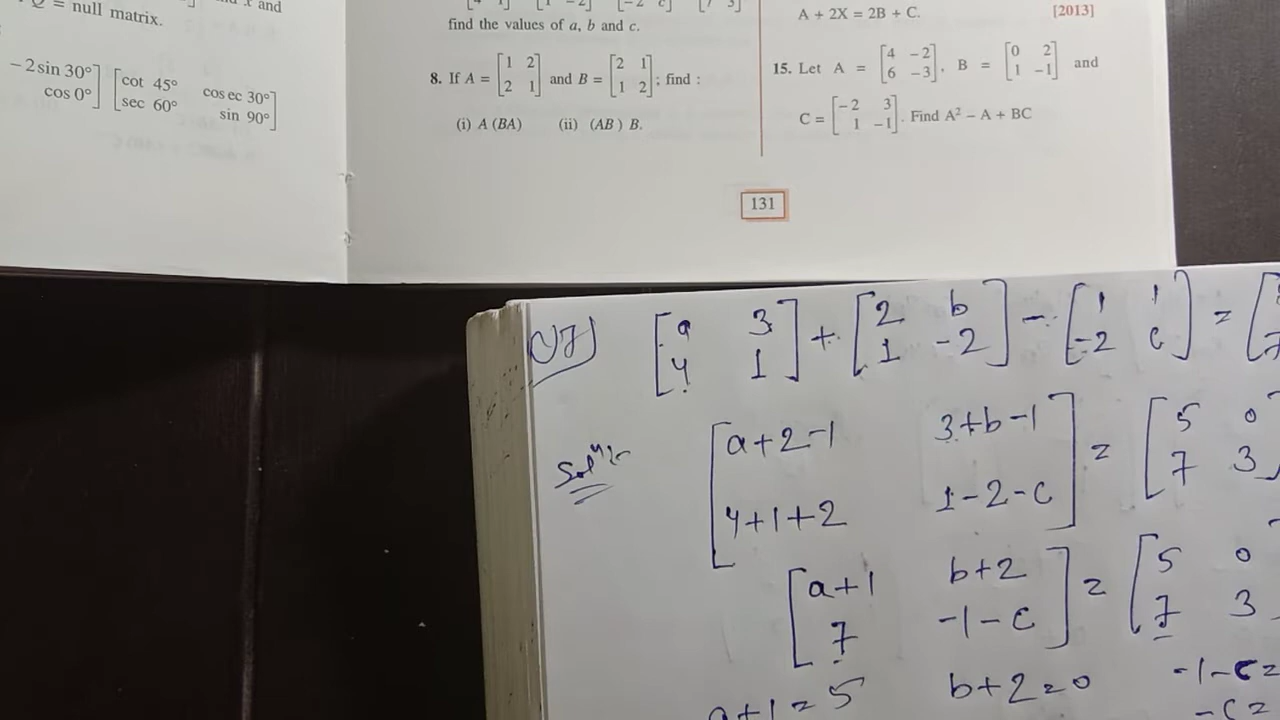 = null matrix.
x and
– 2 sin 30°] [cot 45° cosec 30°
cos 0°] [sec 60° sin 90°]
find the values of a, b and c.
8. If A = [1 2
2 1] and B = [2 1
1 2]; find :
(i) A (BA) (ii) (AB) B.
A + 2X = 2B + C. [2013]
15. Let A = [4 –2
6 –3], B = [0 2
1 –1] and
C = [–2 3
1 –1]. Find A² – A + BC
131
[a 3
4 1] + [2 b
1 -2] - [1 1
-2 c] =
Solⁿ:-
[a+2-1 3+b-1
4+1+2 1-2-c] = [5 0
7 3]
[a+1 b+2
7 -1-c] = [5 0
7 3
a+1=5 b+2=0 -1-c=
-c=